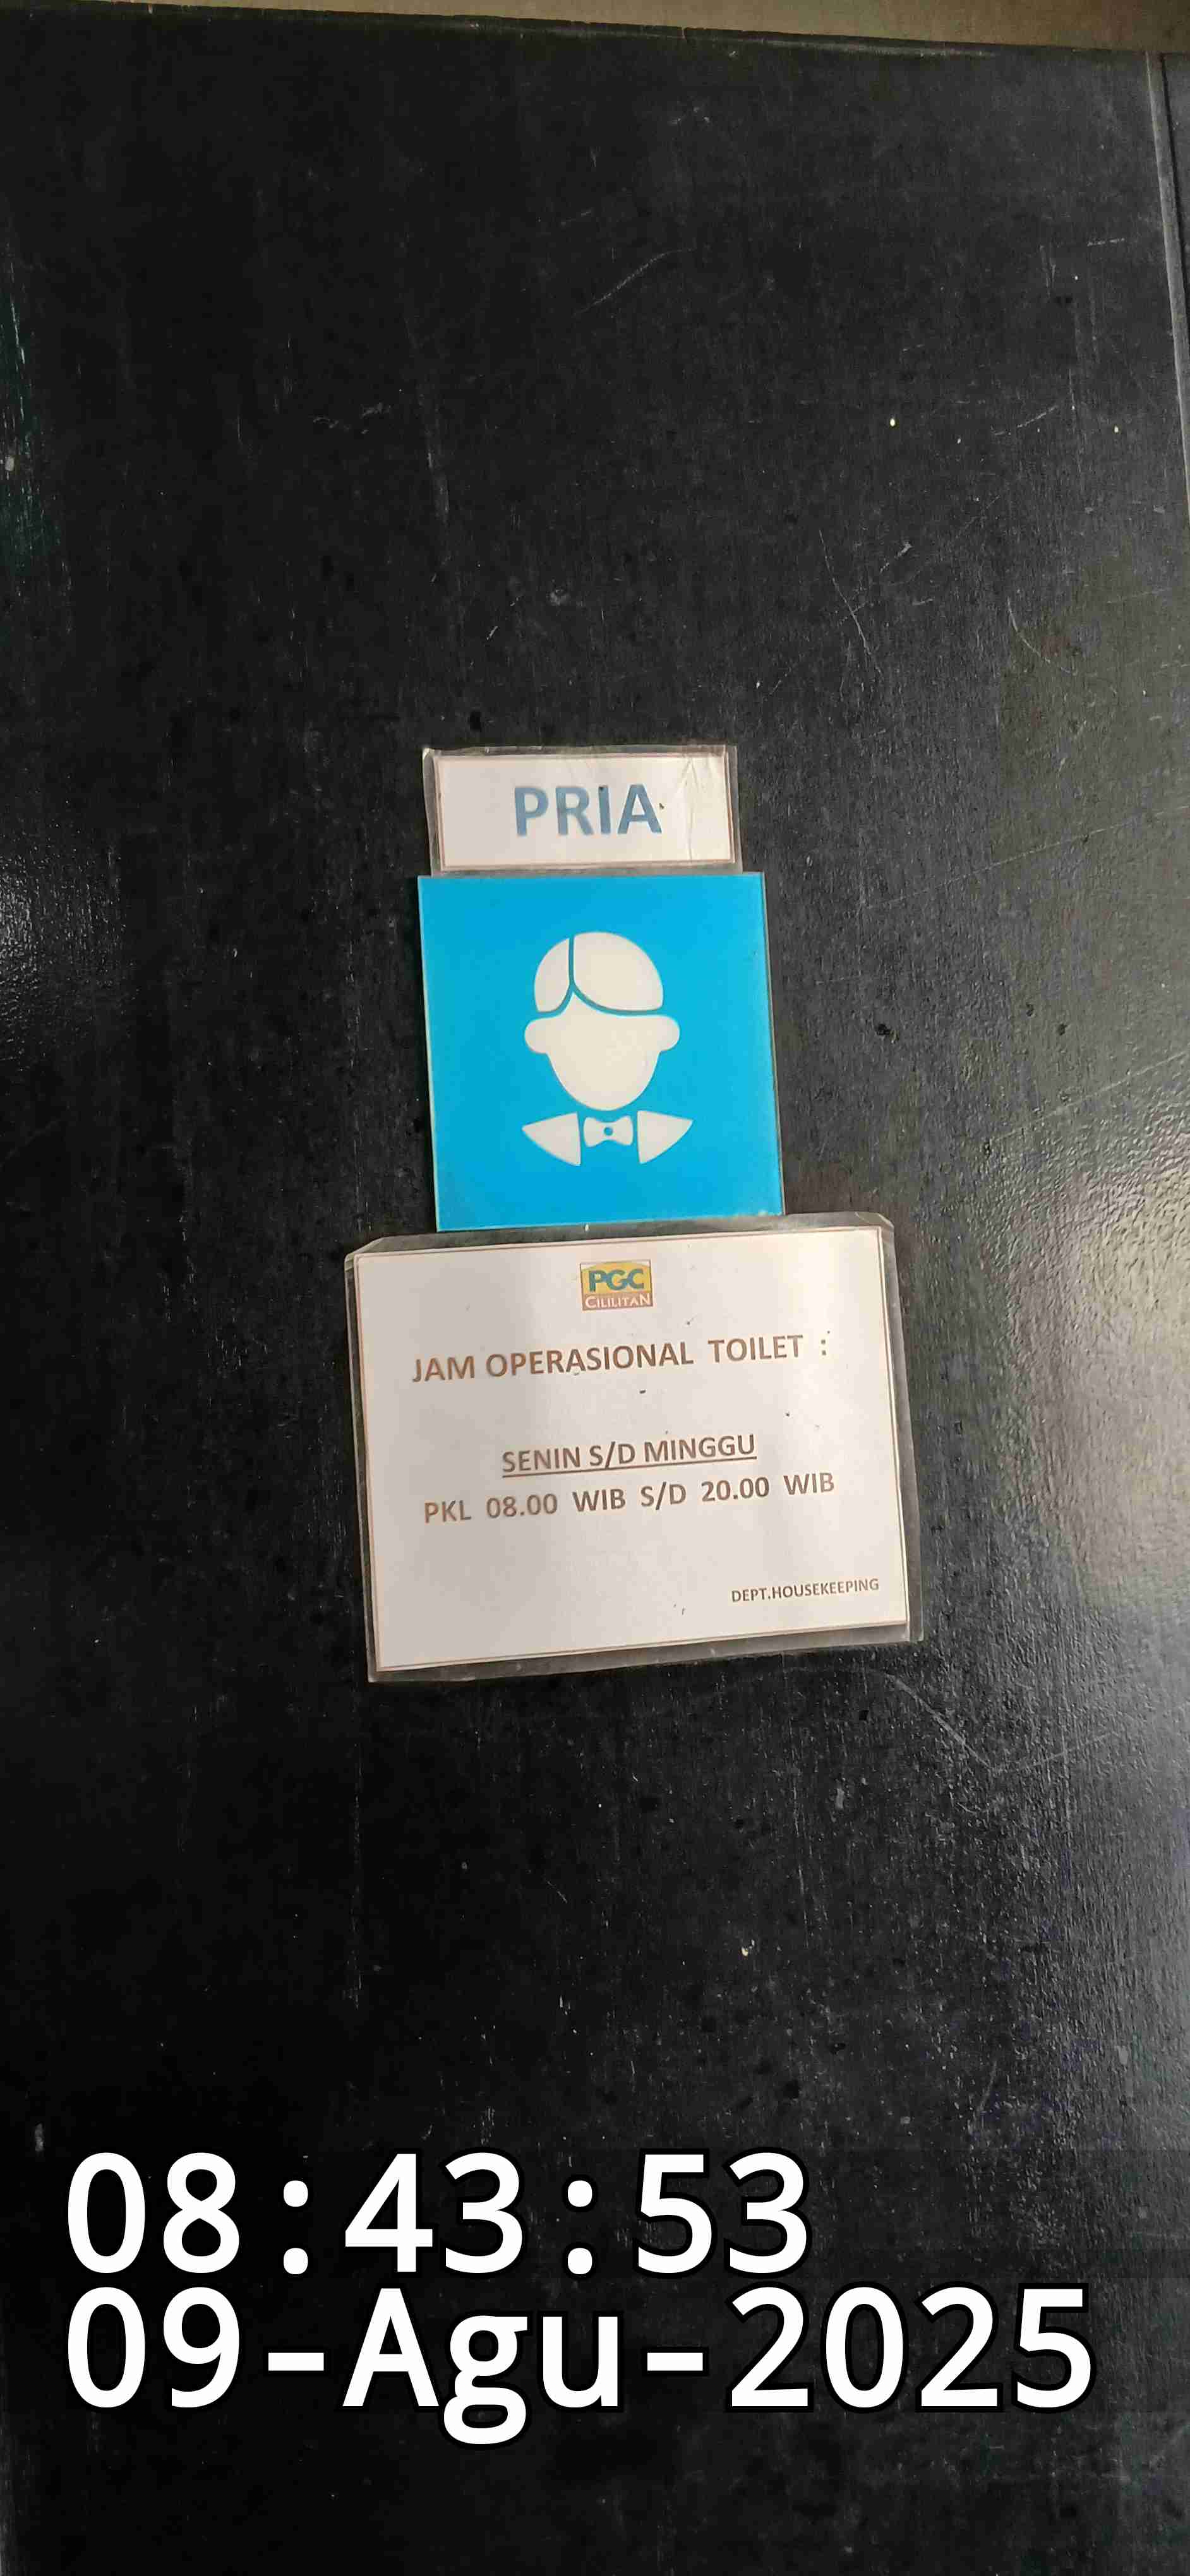 PRIA
PGC
CILILITAN
JAM OPERASIONAL TOILET :
SENIN S/D MINGGU
PKL 08.00 WIB S/D 20.00 WIB
DEPT.HOUSEKEEPING
08:43:53
09-Agu-2025